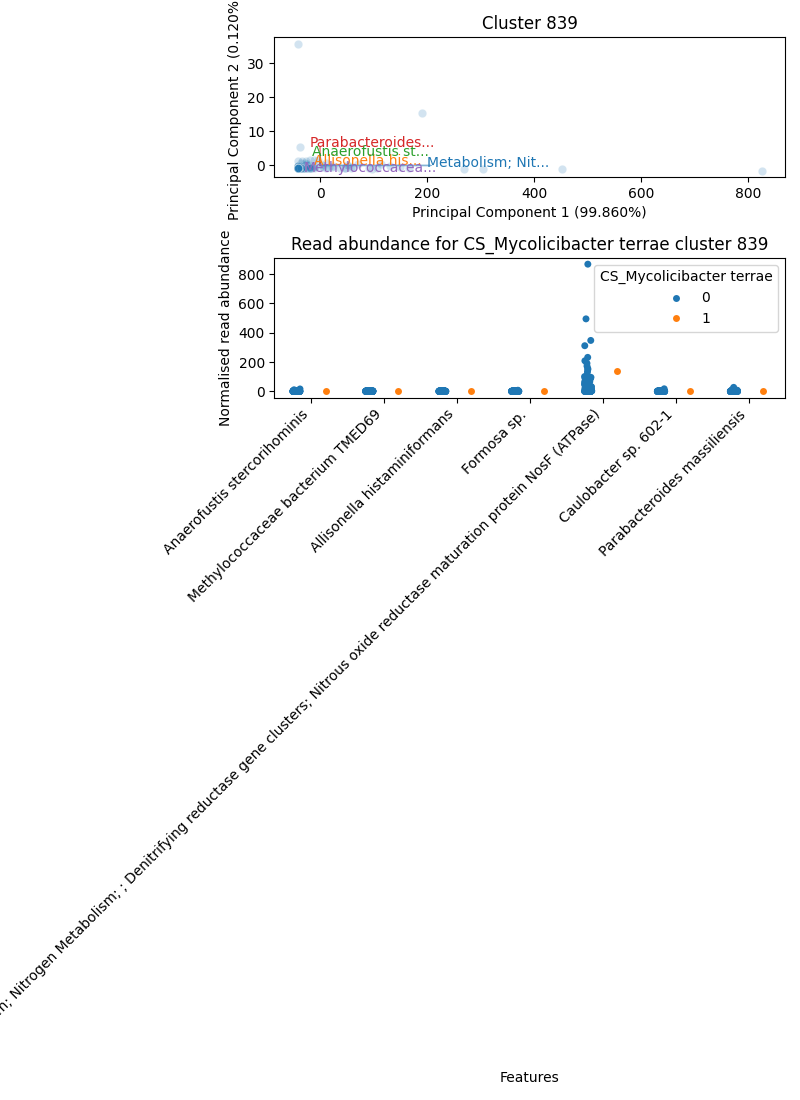 Cluster 839
Principal Component 2 (0.120%
30
20
10
0
Parabacteroides...
Anaerofustis st...
Allisonella his...
Metabolism; Nit...
Methylococcacea...
0
200
400
600
800
Principal Component 1 (99.860%)
Read abundance for CS_Mycolicibacter terrae cluster 839
Normalised read abundance
800
600
400
200
0
CS_Mycolicibacter terrae
0
1
Anaerofustis stercorihominis
Methylococcaceae bacterium TMED69
Allisonella histaminiformans
Formosa sp.
m; Nitrogen Metabolism; ; Denitrifying reductase gene clusters; Nitrous oxide reductase maturation protein NosF (ATPase)
Caulobacter sp. 602-1
Parabacteroides massiliensis
Features